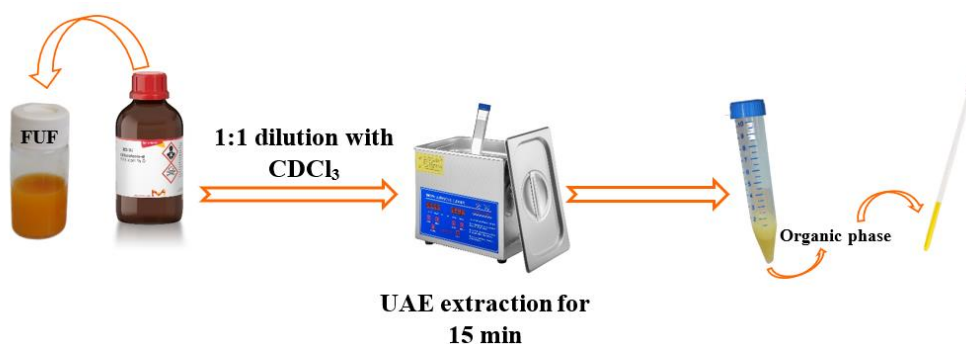 FUF
1:1 dilution with
CDCl₃
UAE extraction for
15 min
Organic phase